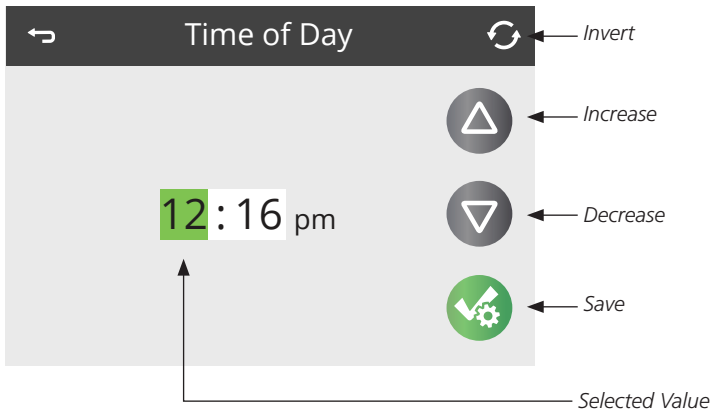 Time of Day
Invert
Increase
12 : 16 pm
Decrease
Save
Selected Value